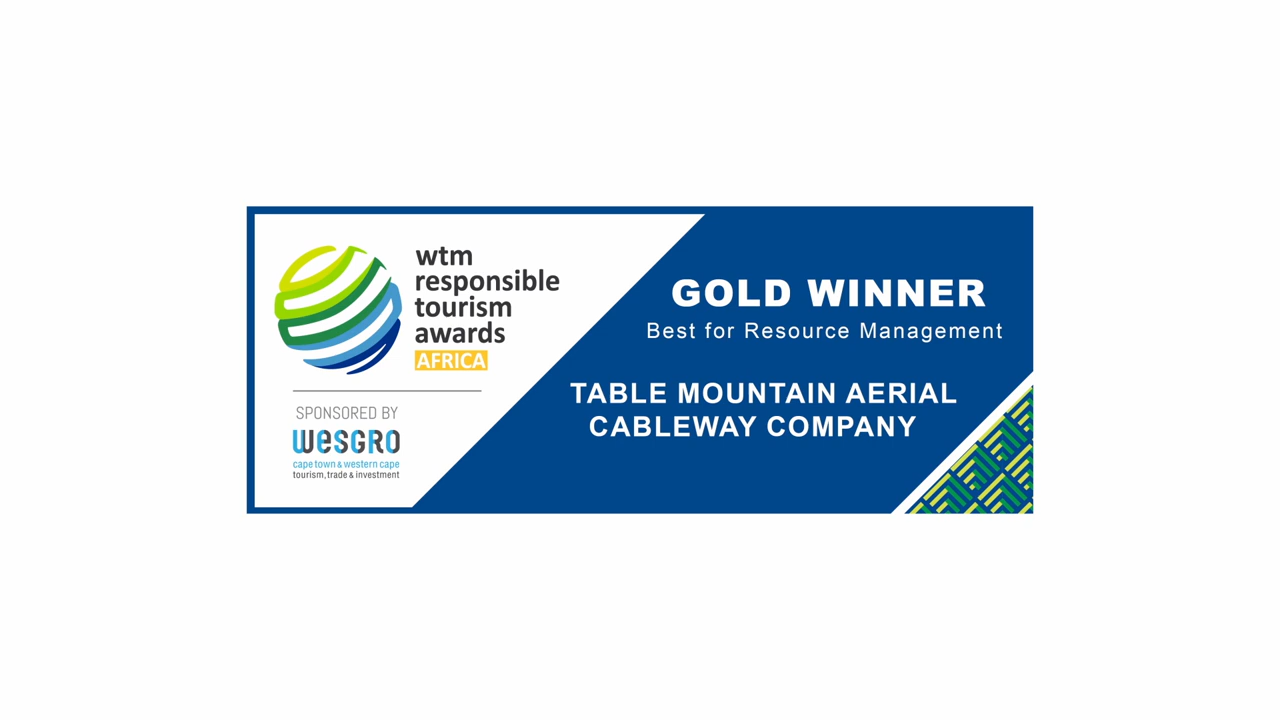 wtm
responsible
tourism
awards
AFRICA
SPONSORED BY
WESGRO
cape town & western cape
tourism, trade & investment
GOLD WINNER
Best for Resource Management
TABLE MOUNTAIN AERIAL
CABLEWAY COMPANY